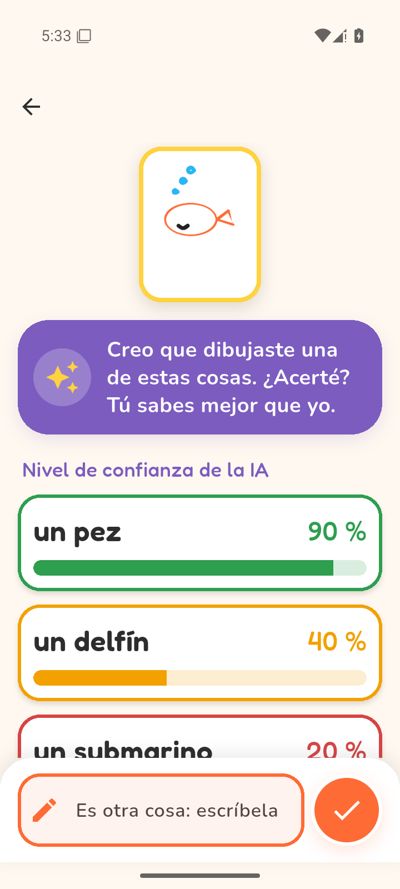 5:33
Creo que dibujaste una
de estas cosas. ¿Acerté?
Tú sabes mejor que yo.
Nivel de confianza de la IA
un pez 90 %
un delfín 40 %
un submarino 20 %
Es otra cosa: escríbela